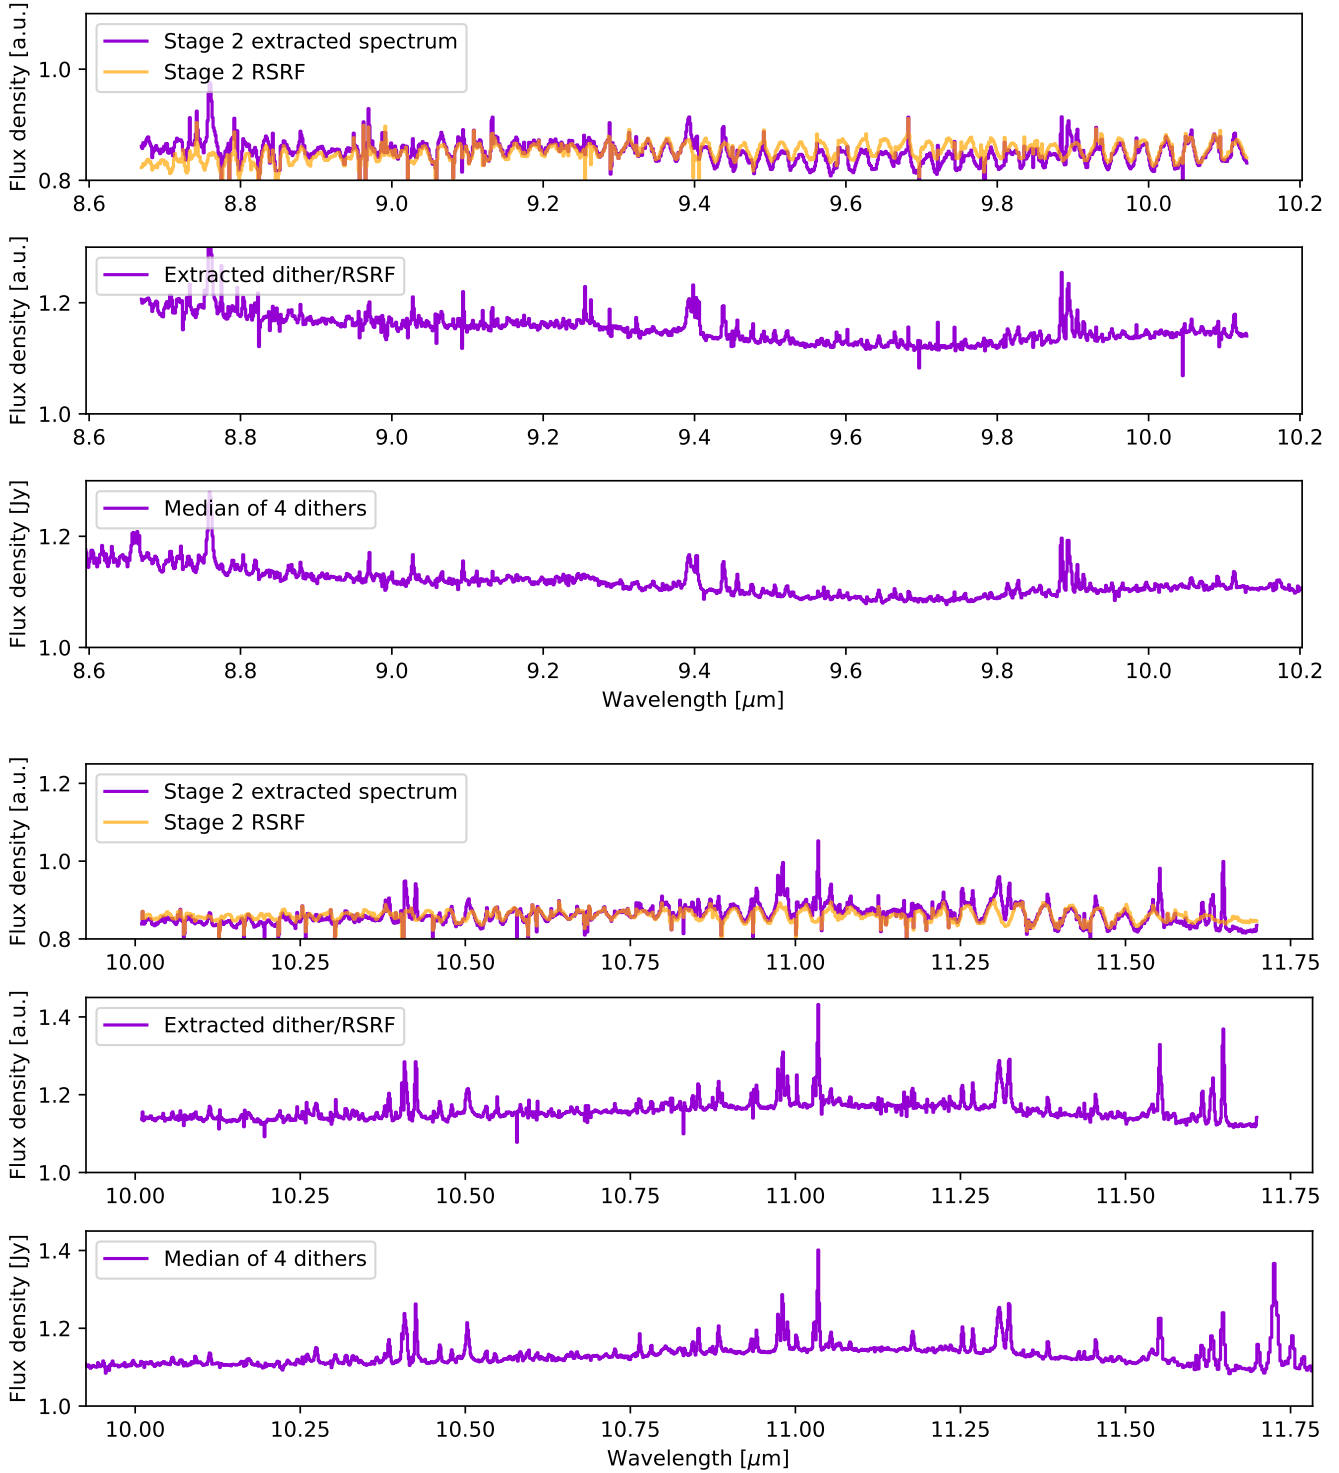 Flux density [a.u.]
1.0
0.8
Stage 2 extracted spectrum
Stage 2 RSRF
8.6 8.8 9.0 9.2 9.4 9.6 9.8 10.0 10.2
Flux density [a.u.]
1.2
1.0
Extracted dither/RSRF
8.6 8.8 9.0 9.2 9.4 9.6 9.8 10.0 10.2
Flux density [Jy]
1.2
1.0
Median of 4 dithers
8.6 8.8 9.0 9.2 9.4 9.6 9.8 10.0 10.2
Wavelength [μm]
Flux density [a.u.]
1.2
1.0
0.8
Stage 2 extracted spectrum
Stage 2 RSRF
10.00 10.25 10.50 10.75 11.00 11.25 11.50 11.75
Flux density [a.u.]
1.4
1.2
1.0
Extracted dither/RSRF
10.00 10.25 10.50 10.75 11.00 11.25 11.50 11.75
Flux density [Jy]
1.4
1.2
1.0
Median of 4 dithers
10.00 10.25 10.50 10.75 11.00 11.25 11.50 11.75
Wavelength [μm]